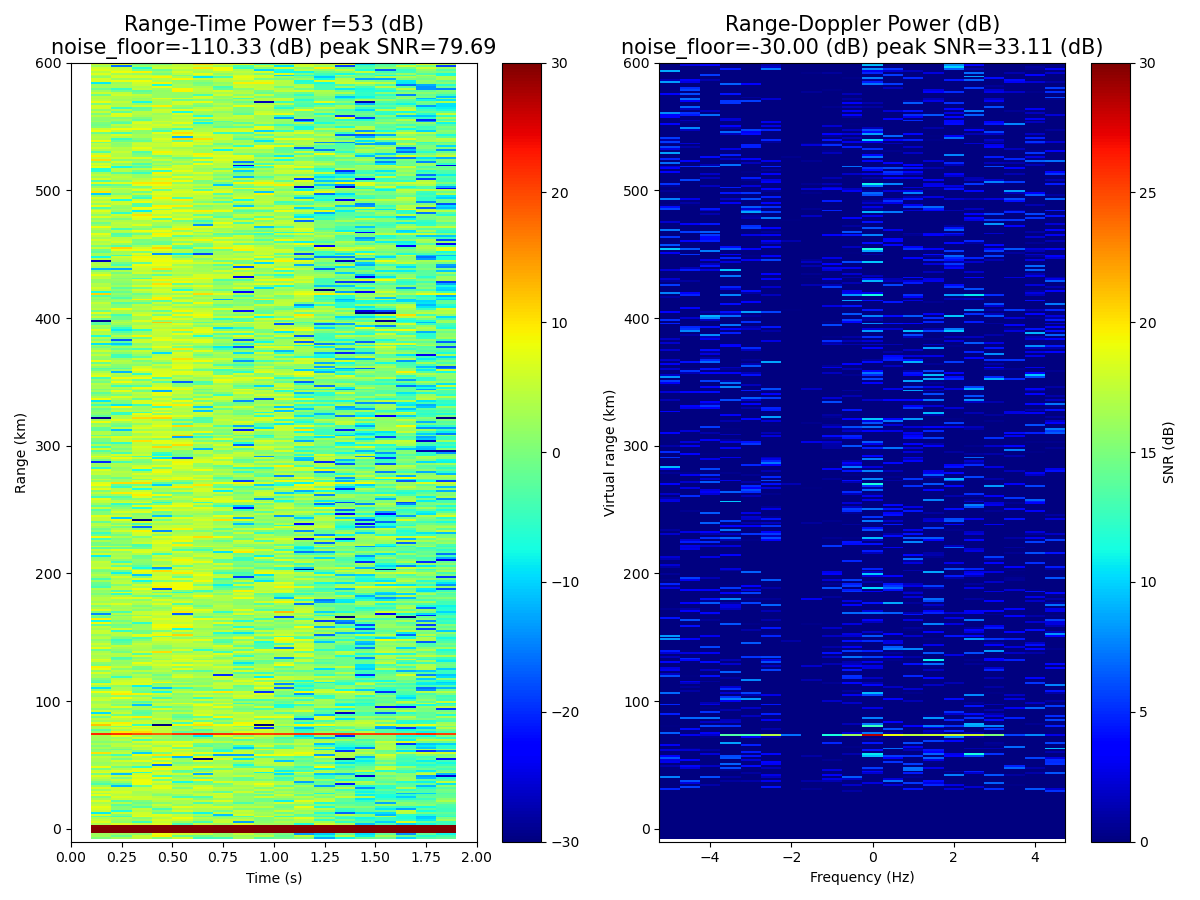 Range-Time Power f=53 (dB)
noise_floor=-110.33 (dB) peak SNR=79.69
Range (km)
600
500
400
300
200
100
0
0.00 0.25 0.50 0.75 1.00 1.25 1.50 1.75 2.00
Time (s)
30
20
10
0
−10
−20
−30
Range-Doppler Power (dB)
noise_floor=-30.00 (dB) peak SNR=33.11 (dB)
Virtual range (km)
600
500
400
300
200
100
0
−4 −2 0 2 4
Frequency (Hz)
30
25
20
15
10
5
0
SNR (dB)